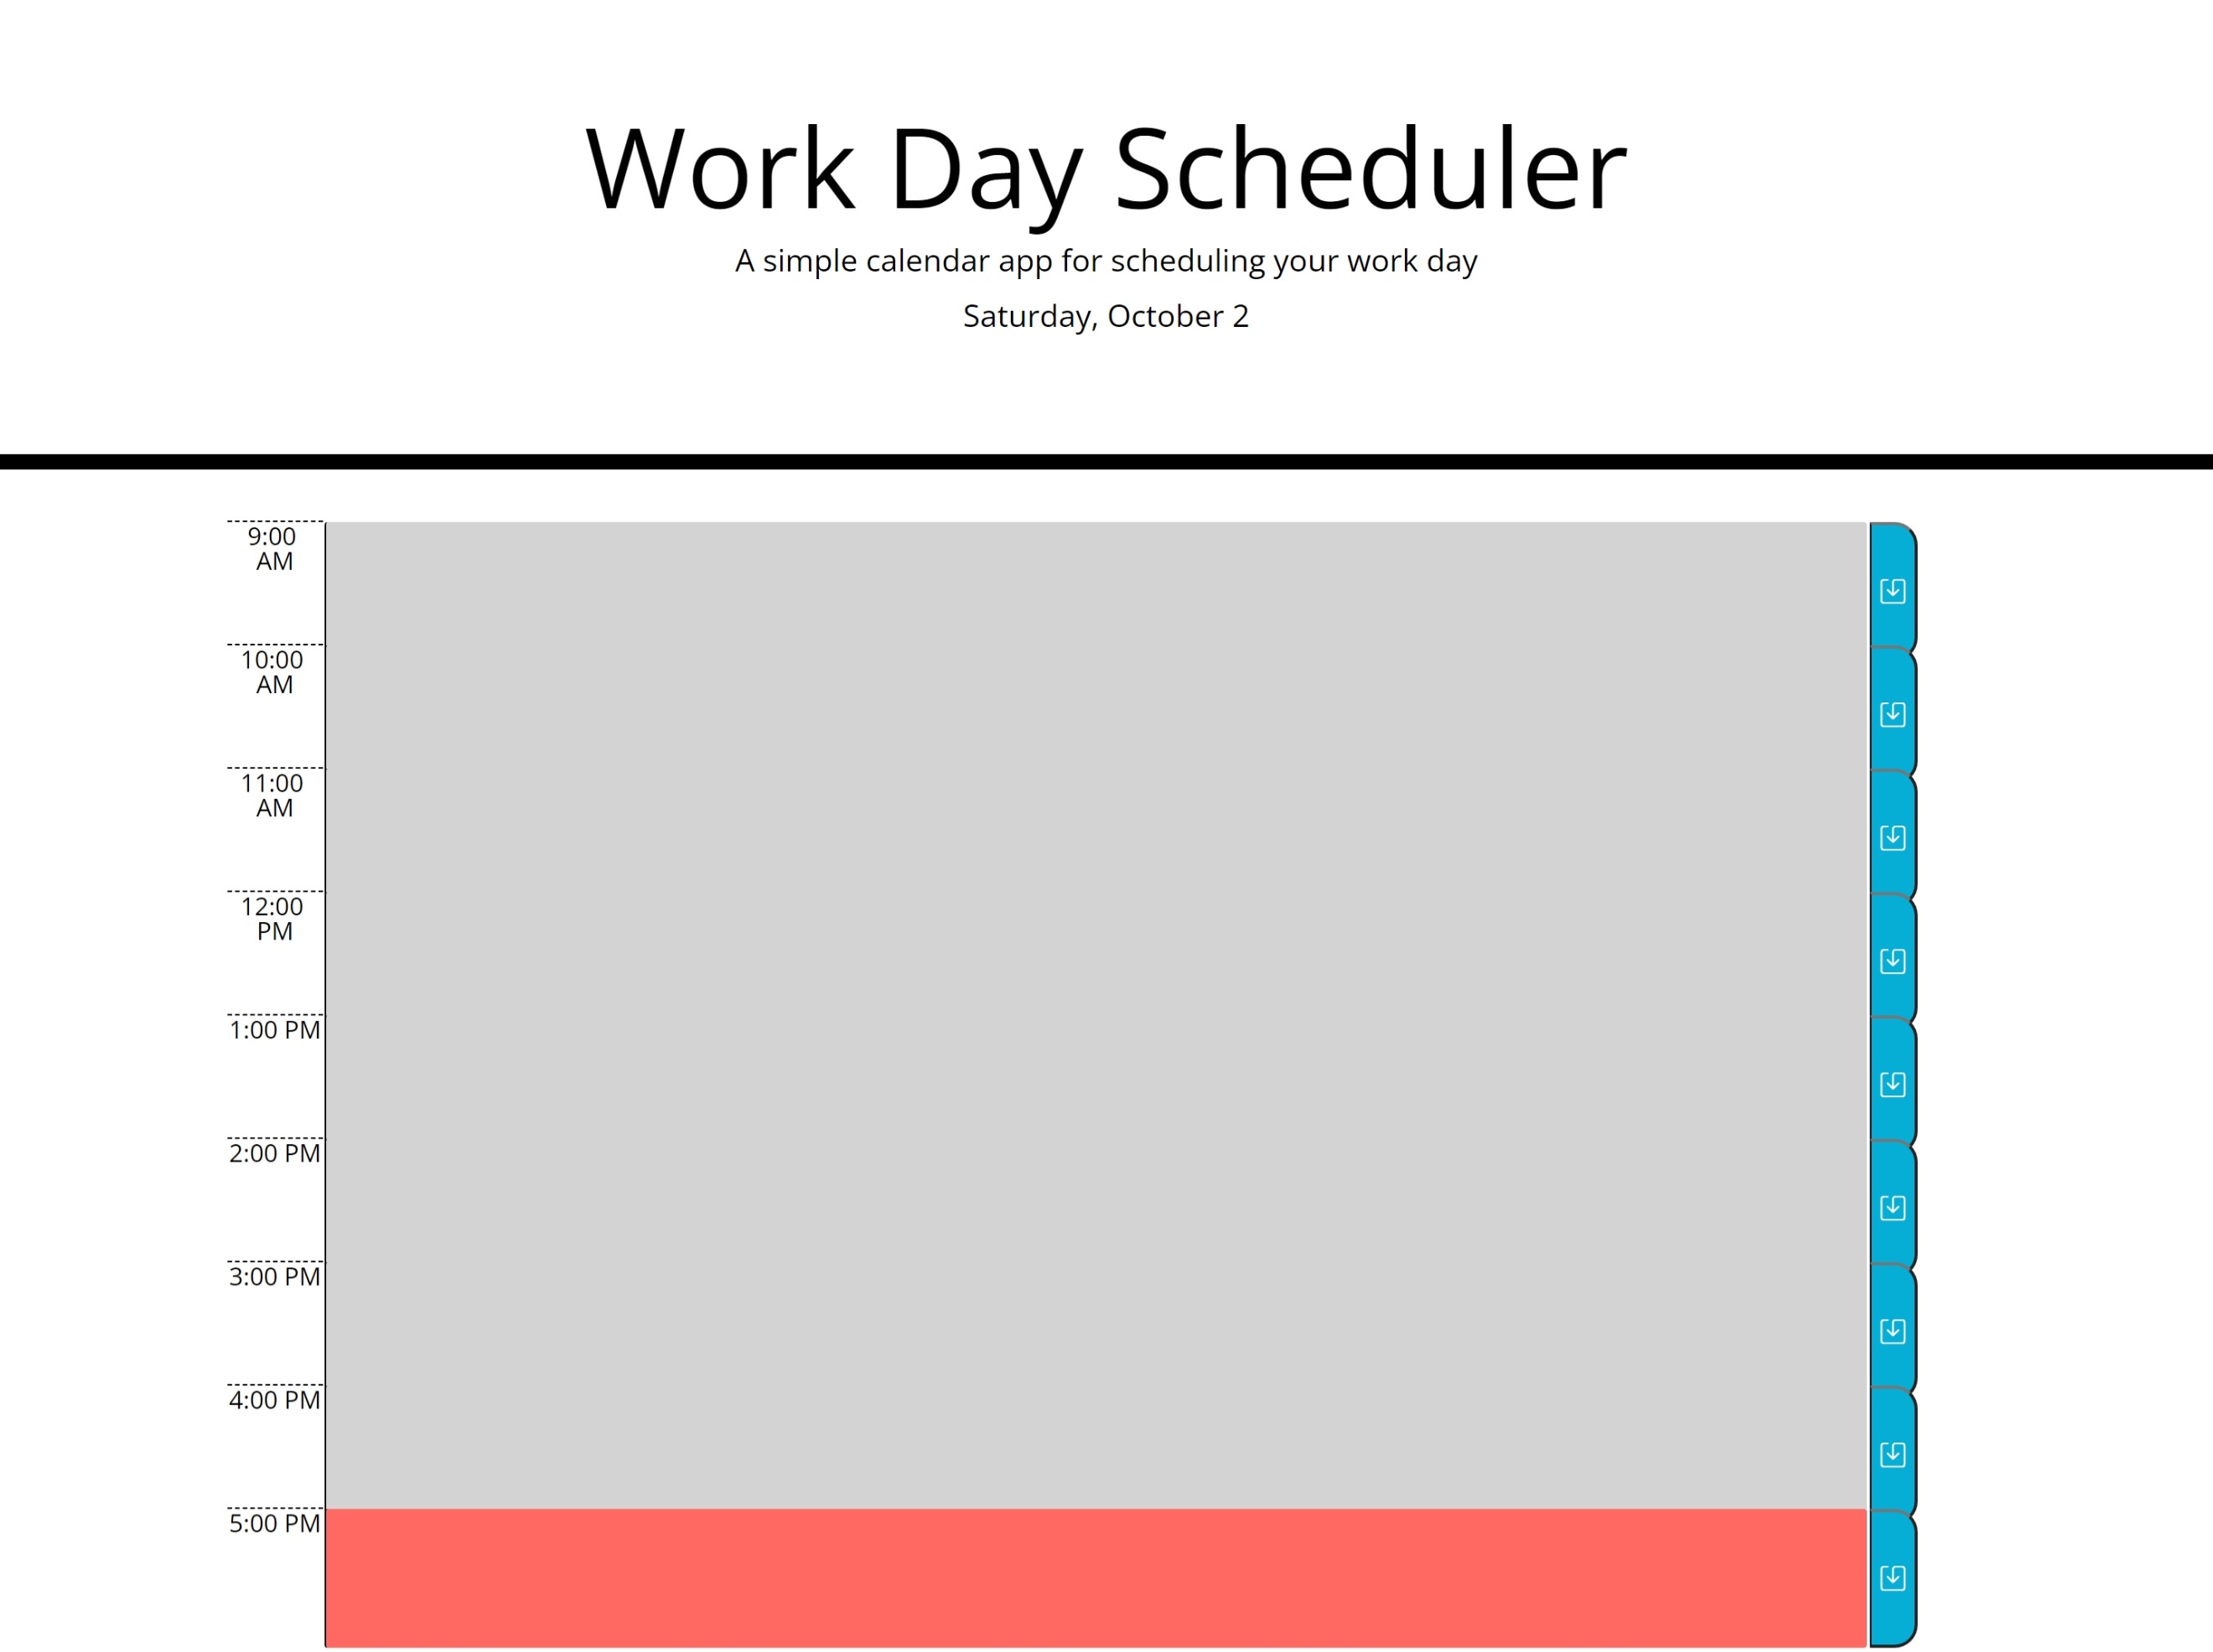 Work Day Scheduler
A simple calendar app for scheduling your work day
Saturday, October 2
9:00
AM
10:00
AM
11:00
AM
12:00
PM
1:00 PM
2:00 PM
3:00 PM
4:00 PM
5:00 PM